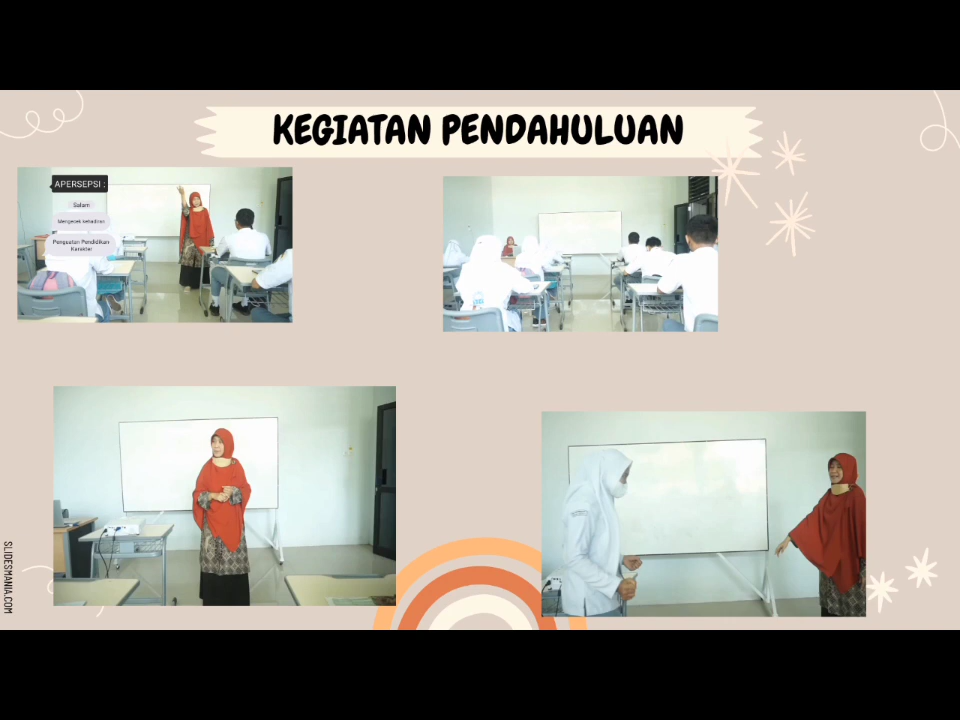 KEGIATAN PENDAHULUAN
APERSEPSI :
Salam
Mengecek kehadiran
Penguatan Pendidikan
Karakter
SLIDESMANIA.COM